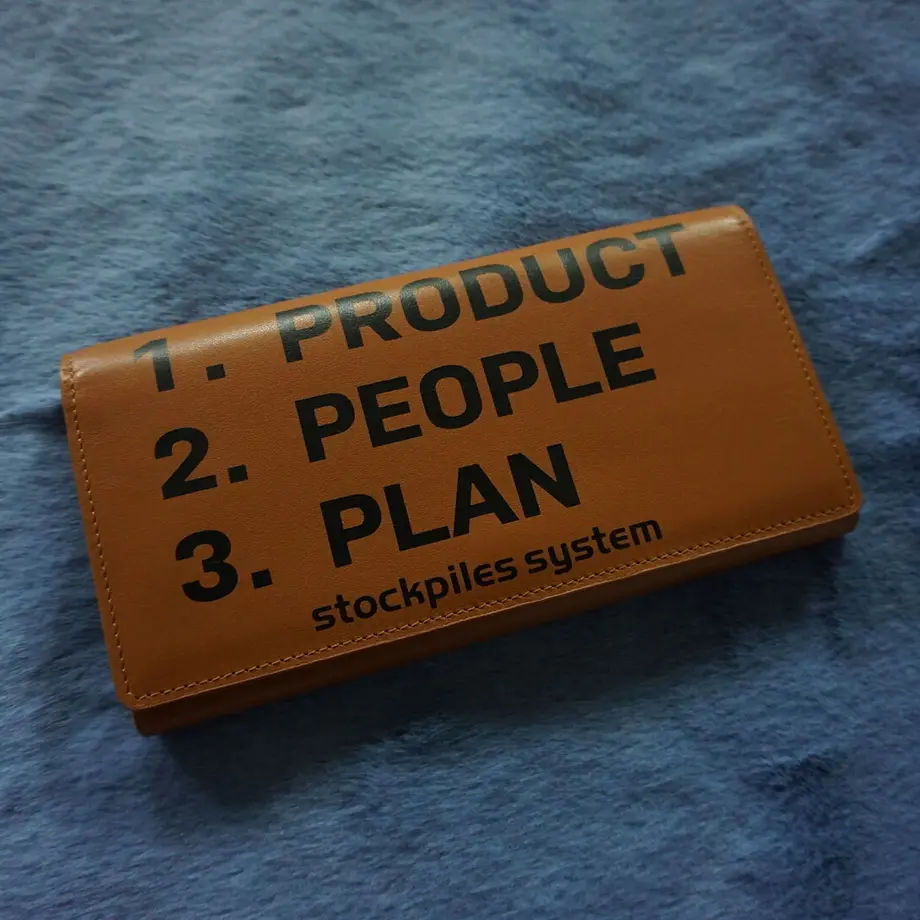 1. PRODUCT
2. PEOPLE
3. PLAN
stockpiles system